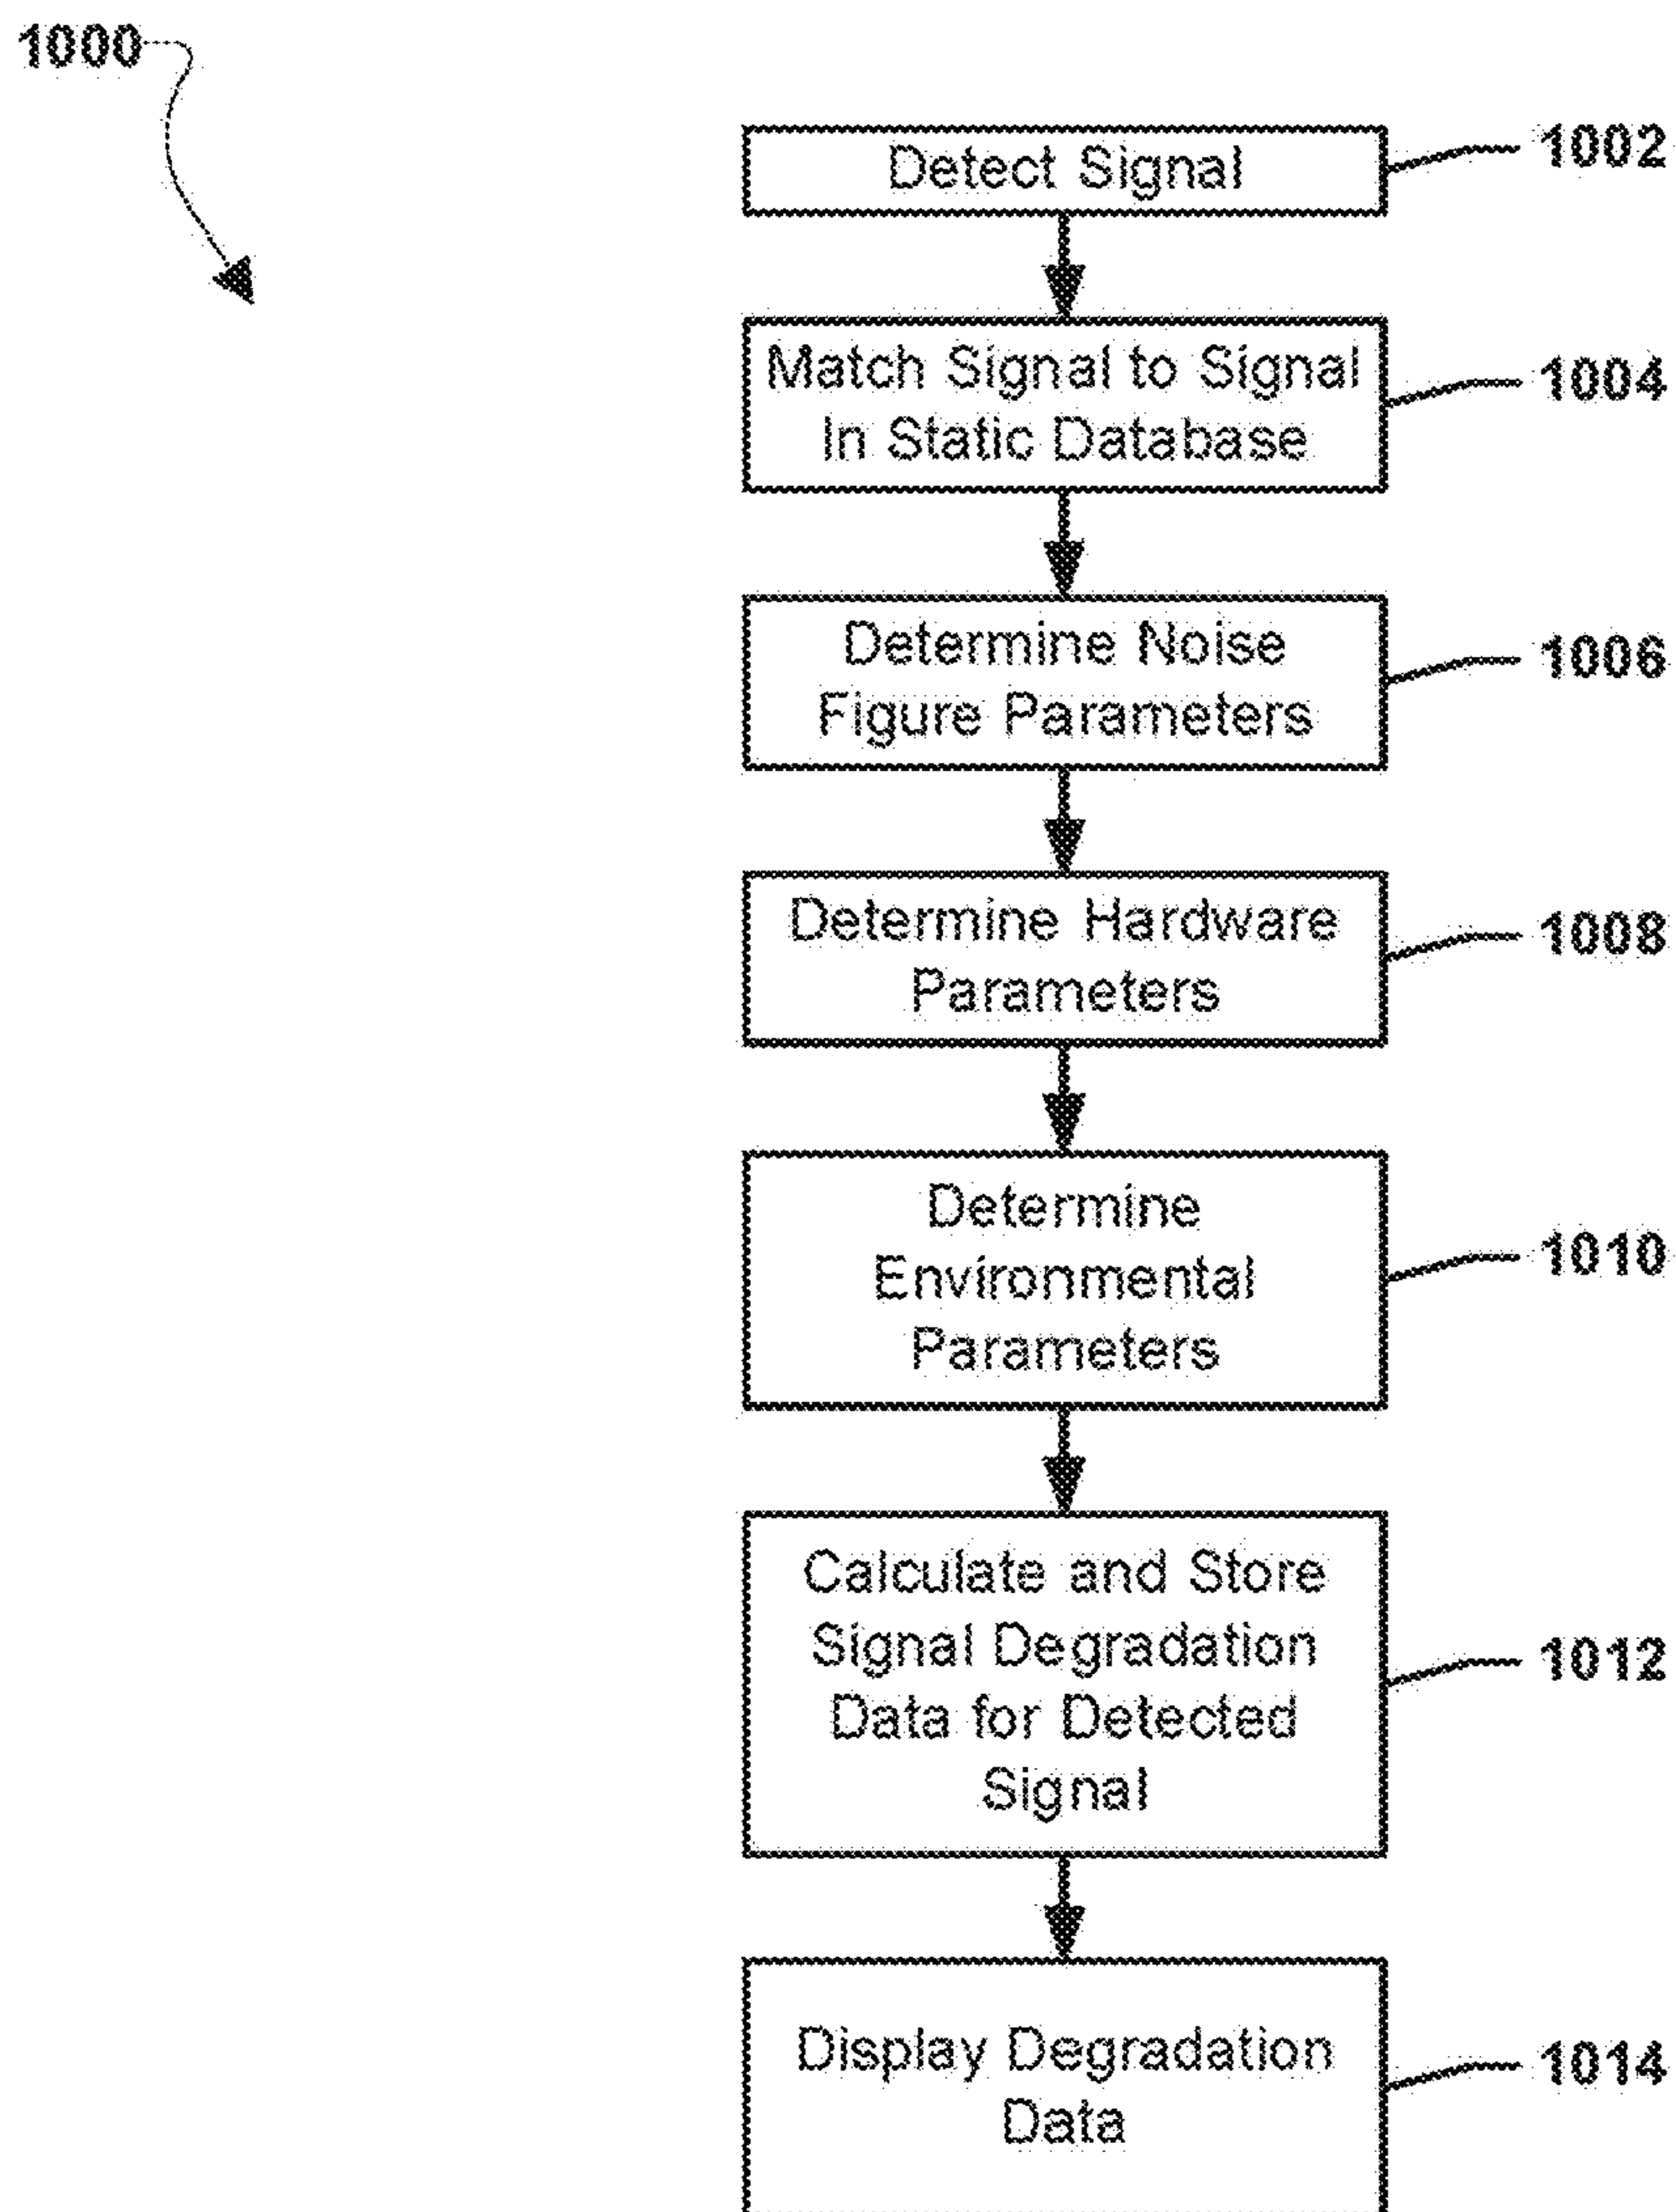 1000
Detect Signal
1002
Match Signal to Signal
In Static Database
1004
Determine Noise
Figure Parameters
1006
Determine Hardware
Parameters
1008
Determine
Environmental
Parameters
1010
Calculate and Store
Signal Degradation
Data for Detected
Signal
1012
Display Degradation
Data
1014